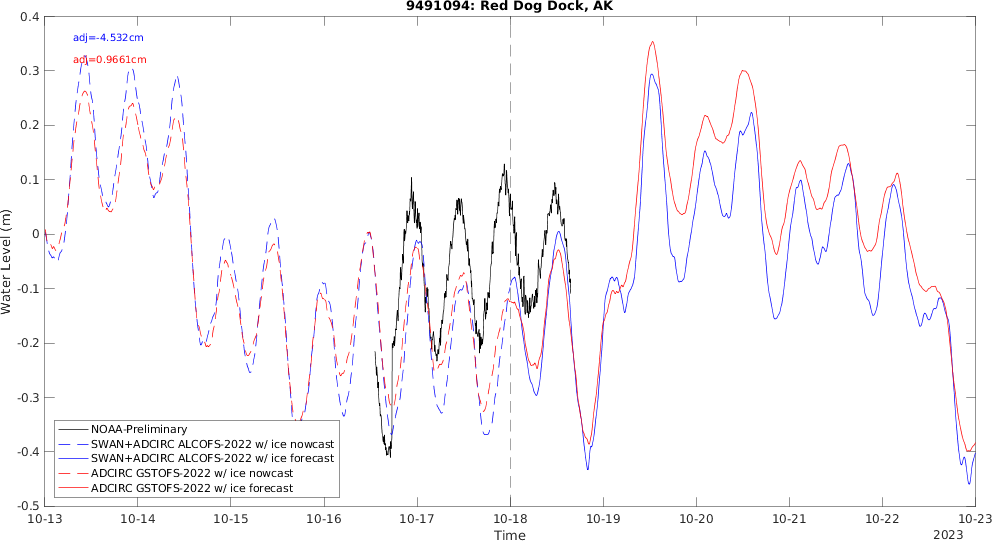 9491094: Red Dog Dock, AK
adj=-4.532cm
adj=0.9661cm
Water Level (m)
0.4
0.3
0.2
0.1
0
-0.1
-0.2
-0.3
-0.4
-0.5
NOAA-Preliminary
SWAN+ADCIRC ALCOFS-2022 w/ ice nowcast
SWAN+ADCIRC ALCOFS-2022 w/ ice forecast
ADCIRC GSTOFS-2022 w/ ice nowcast
ADCIRC GSTOFS-2022 w/ ice forecast
10-13 10-14 10-15 10-16 10-17 10-18 10-19 10-20 10-21 10-22 10-23
Time
2023